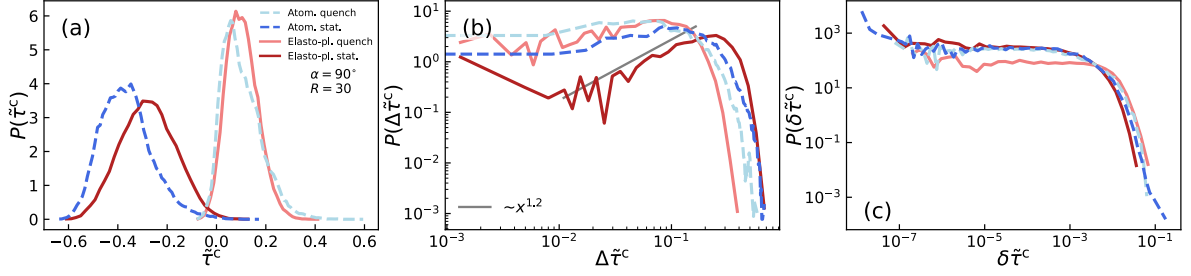 (a)
Atom. quench
Atom. stat.
Elasto-pl. quench
Elasto-pl. stat.
α = 90°
R = 30
P(τ̃ᶜ)
6
5
4
3
2
1
0
−0.6 −0.4 −0.2 0.0 0.2 0.4 0.6
τ̃ᶜ
(b)
P(Δτ̃ᶜ)
10¹
10⁰
10⁻¹
10⁻²
10⁻³
~x¹·²
10⁻³ 10⁻² 10⁻¹
Δτ̃ᶜ
(c)
P(δτ̃ᶜ)
10³
10¹
10⁻¹
10⁻³
10⁻⁷ 10⁻⁵ 10⁻³ 10⁻¹
δτ̃ᶜ